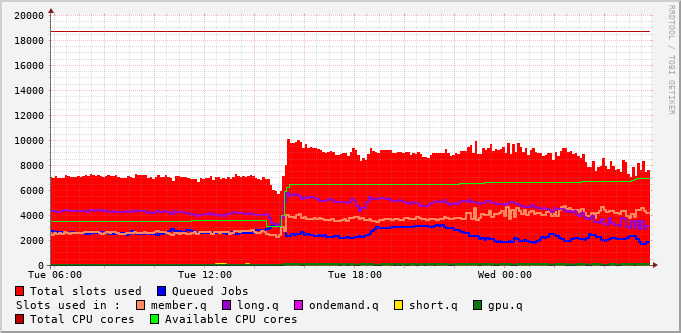 RRDTOOL / TOBI OETIKER
20000
18000
16000
14000
12000
10000
8000
6000
4000
2000
0
Tue 06:00 Tue 12:00 Tue 18:00 Wed 00:00
Total slots used Queued Jobs
Slots used in : member.q long.q ondemand.q short.q gpu.q
Total CPU cores Available CPU cores